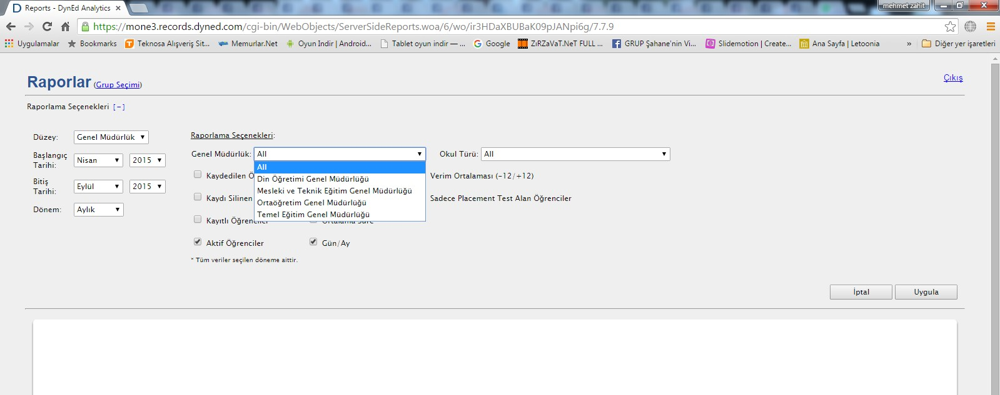 Reports - DynEd Analytics
mehmet zahit
https://mone3.records.dyned.com/cgi-bin/WebObjects/ServerSideReports.woa/6/wo/ir3HDaXBUBaK09pJANpi6g/7.7.9
Uygulamalar Bookmarks Teknosa Alışveriş Sit... Memurlar.Net Oyun Indir | Android... Tablet oyun indir — ... Google ZıRZaVaT.NeT FULL ... GRUP Şahane'nin Vi... Slidemotion | Create... Ana Sayfa | Letoonia » Diğer yer işaretleri
Raporlar (Grup Seçimi) Çıkış
Raporlama Seçenekleri [-]
Düzey: Genel Müdürlük
Başlangıç Tarihi: Nisan 2015
Bitiş Tarihi: Eylül 2015
Dönem: Aylık
Raporlama Seçenekleri:
Genel Müdürlük: All Okul Türü: All
All
Din Öğretimi Genel Müdürlüğü
Mesleki ve Teknik Eğitim Genel Müdürlüğü
Ortaöğretim Genel Müdürlüğü
Temel Eğitim Genel Müdürlüğü
Kaydedilen Ö Verim Ortalaması (-12/+12)
Kaydı Silinen Sadece Placement Test Alan Öğrenciler
Kayıtlı Öğrenciler Ortalama Süre
Aktif Öğrenciler Gün/Ay
* Tüm veriler seçilen döneme aittir.
İptal Uygula